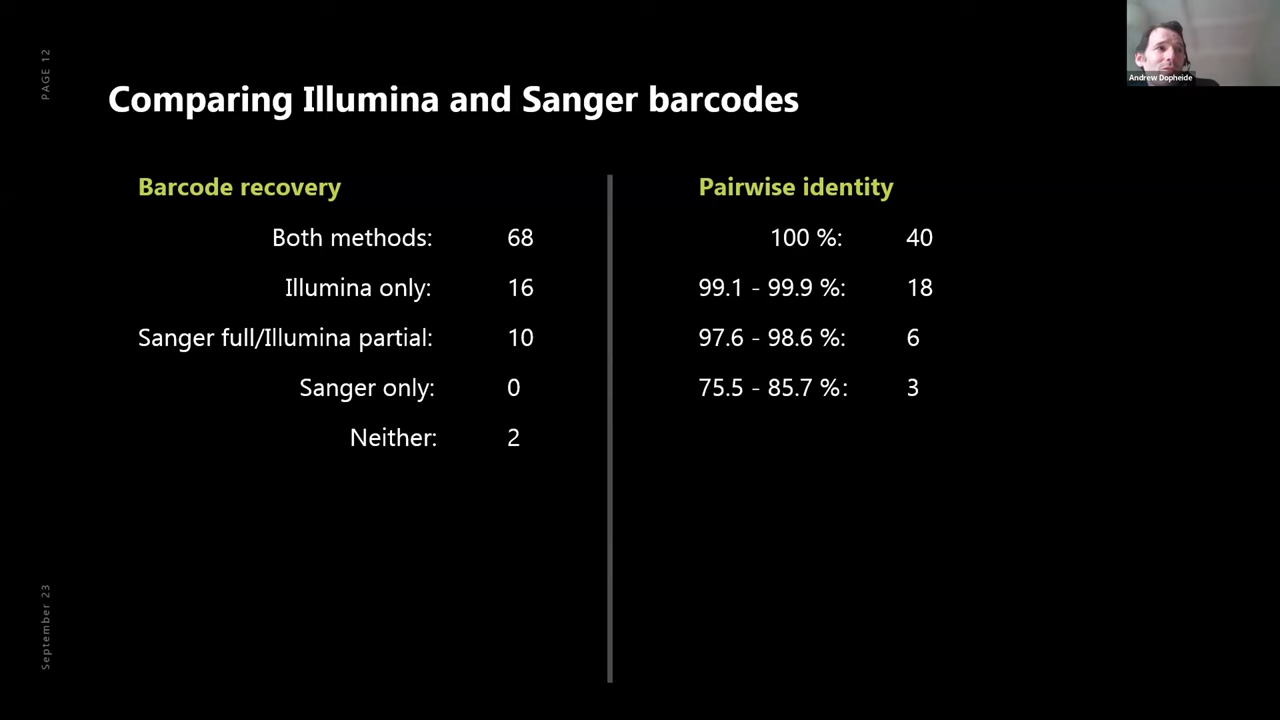 PAGE 12
Andrew Dopheide
Comparing Illumina and Sanger barcodes
Barcode recovery
Both methods: 68
Illumina only: 16
Sanger full/Illumina partial: 10
Sanger only: 0
Neither: 2
Pairwise identity
100 %: 40
99.1 - 99.9 %: 18
97.6 - 98.6 %: 6
75.5 - 85.7 %: 3
September 23